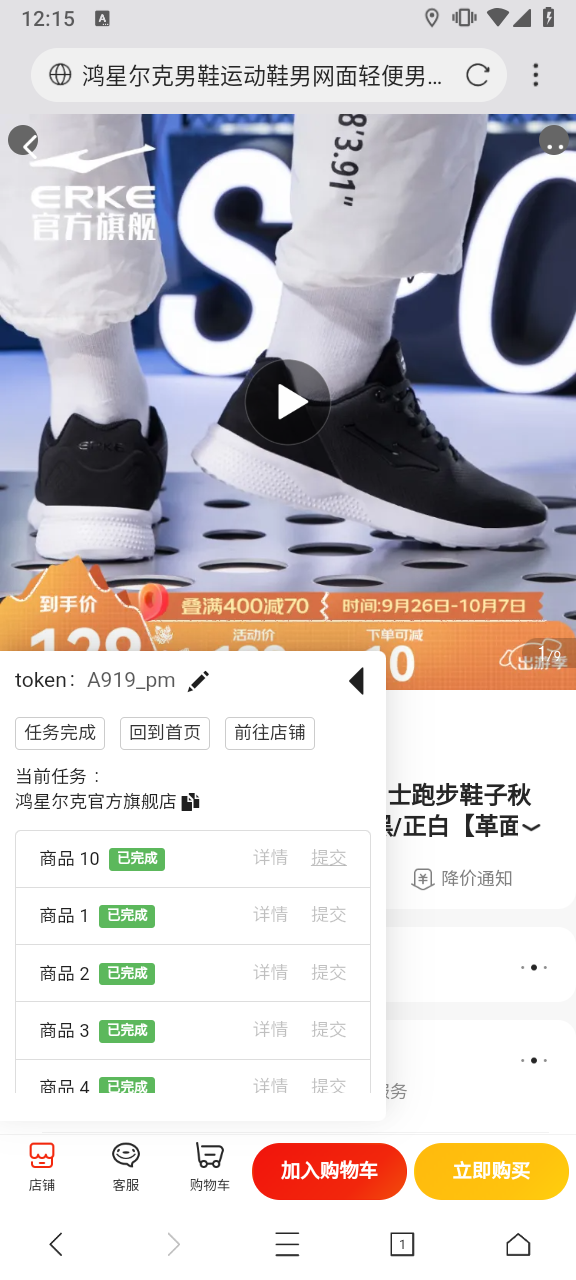 12:15
A
鸿星尔克男鞋运动鞋男网面轻便男...
8'3.91"
ERKE
官方旗舰
SPO
ERKE
到手价
叠满400减70
时间:9月26日-10月7日
活动价
下单可减
1/9
出游季
token： A919_pm
任务完成
回到首页
前往店铺
当前任务：
鸿星尔克官方旗舰店
士跑步鞋子秋
/正白【革面
降价通知
商品 10 已完成 详情 提交
商品 1 已完成 详情 提交
商品 2 已完成 详情 提交
商品 3 已完成 详情 提交
商品 4 已完成 详情 提交
务
店铺
客服
购物车
加入购物车
立即购买
1